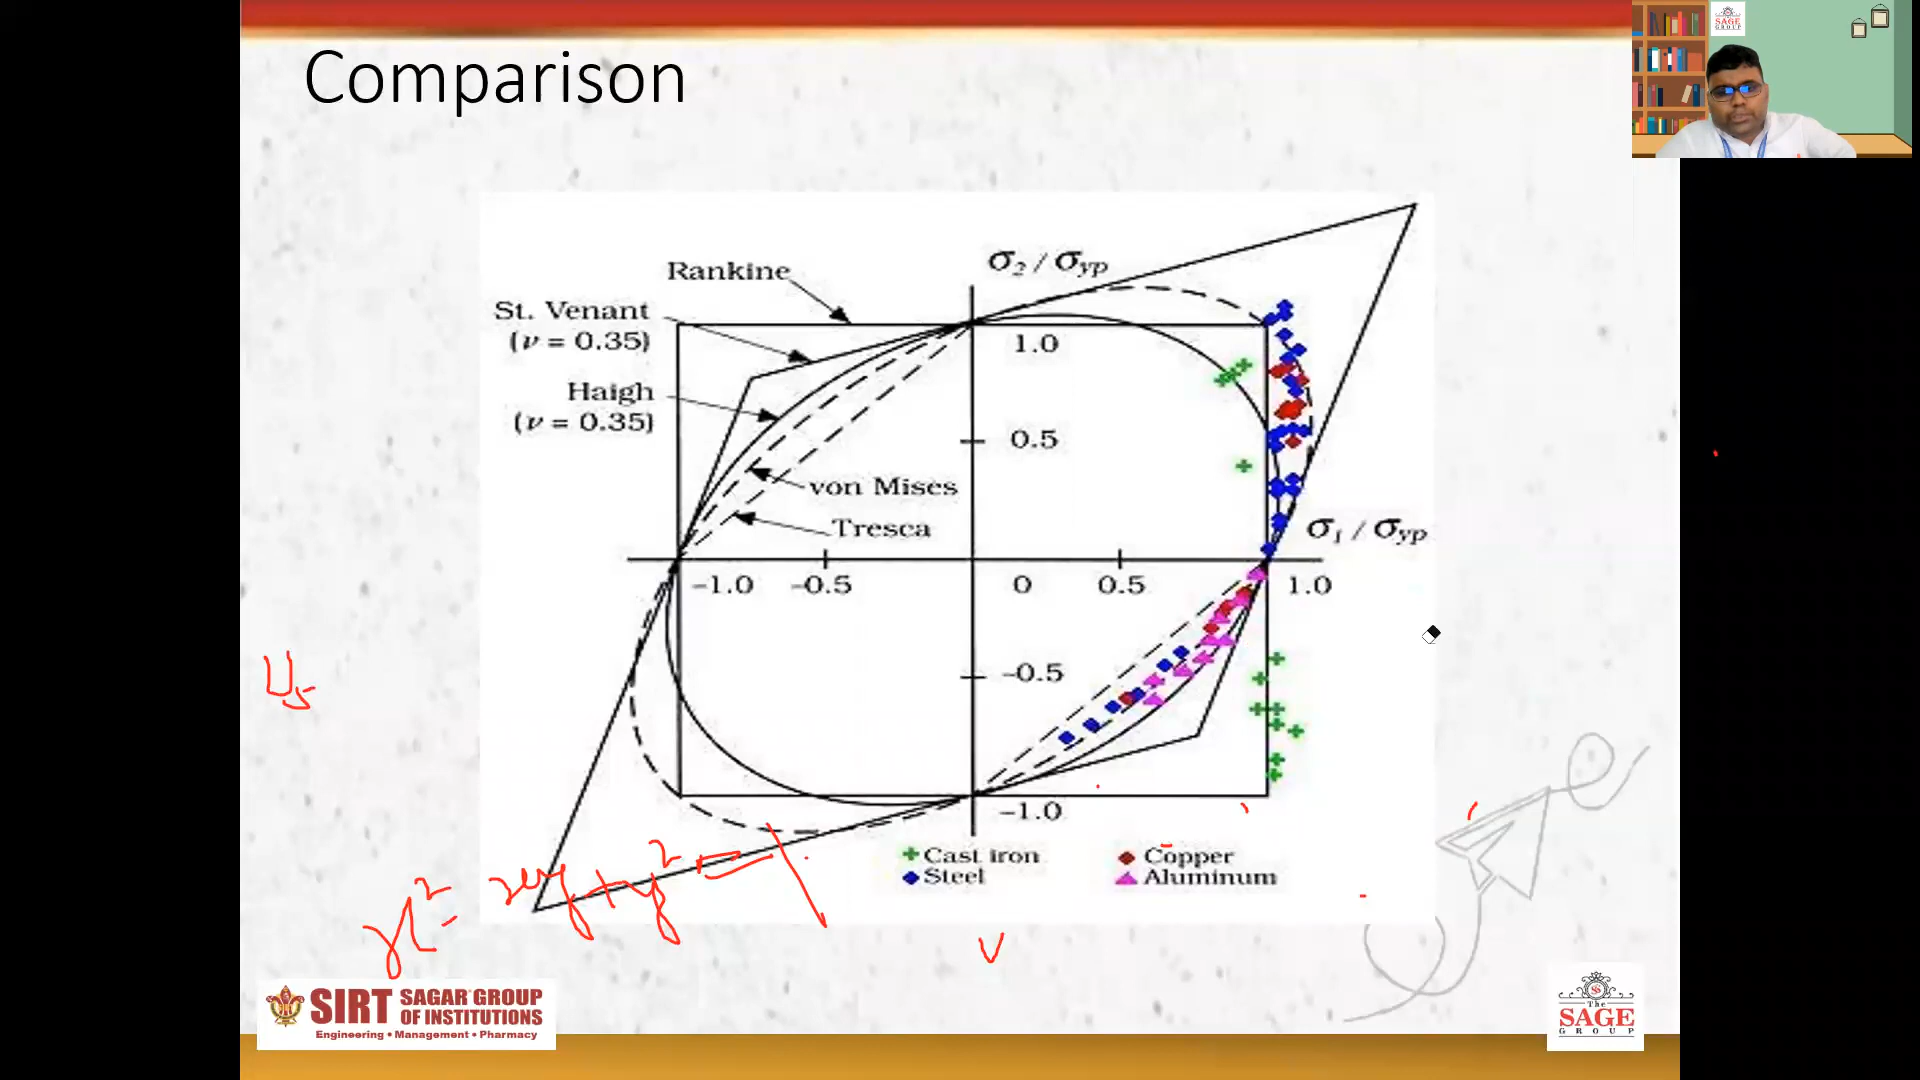 Comparison
SAGE
GROUP
Rankine
σ₂ / σyp
St. Venant
(ν = 0.35)
1.0
Haigh
(ν = 0.35)
0.5
von Mises
Tresca
σ₁ / σyp
−1.0 −0.5 0 0.5 1.0
−0.5
−1.0
Cast iron Copper
Steel Aluminum
SIRT SAGAR GROUP
OF INSTITUTIONS
Engineering • Management • Pharmacy
The
SAGE
GROUP